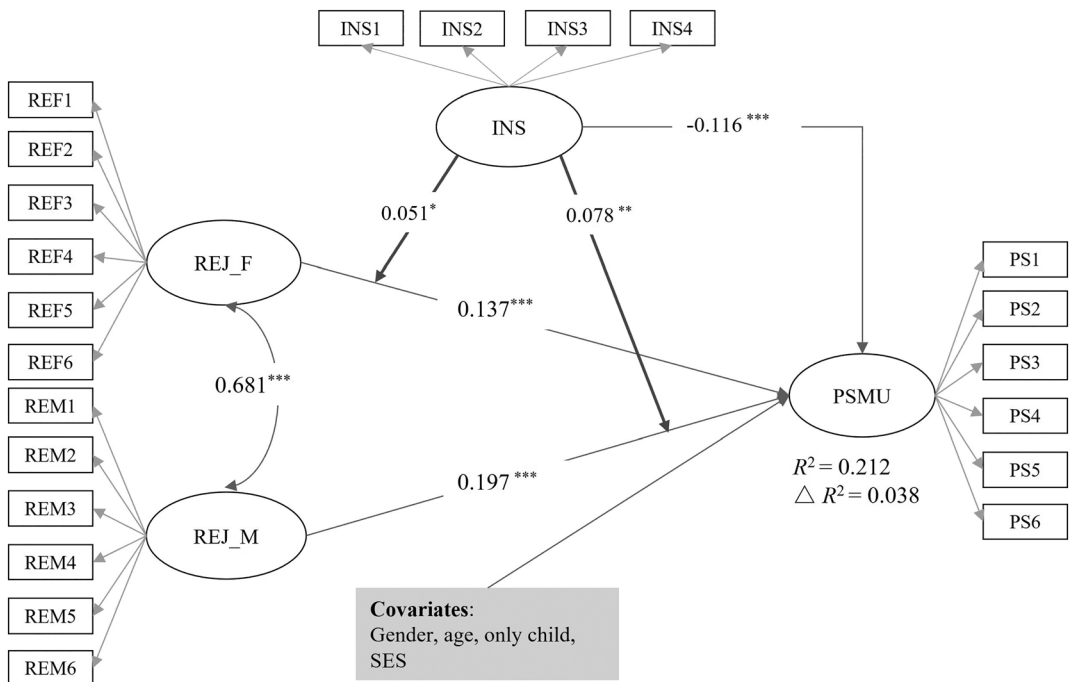 INS1 INS2 INS3 INS4
INS
-0.116 ***
0.051*
0.078 **
REF1
REF2
REF3
REF4
REF5
REF6
REJ_F
0.137***
0.681***
REM1
REM2
REM3
REM4
REM5
REM6
REJ_M
0.197 ***
PSMU
R² = 0.212
△ R² = 0.038
PS1
PS2
PS3
PS4
PS5
PS6
Covariates:
Gender, age, only child,
SES